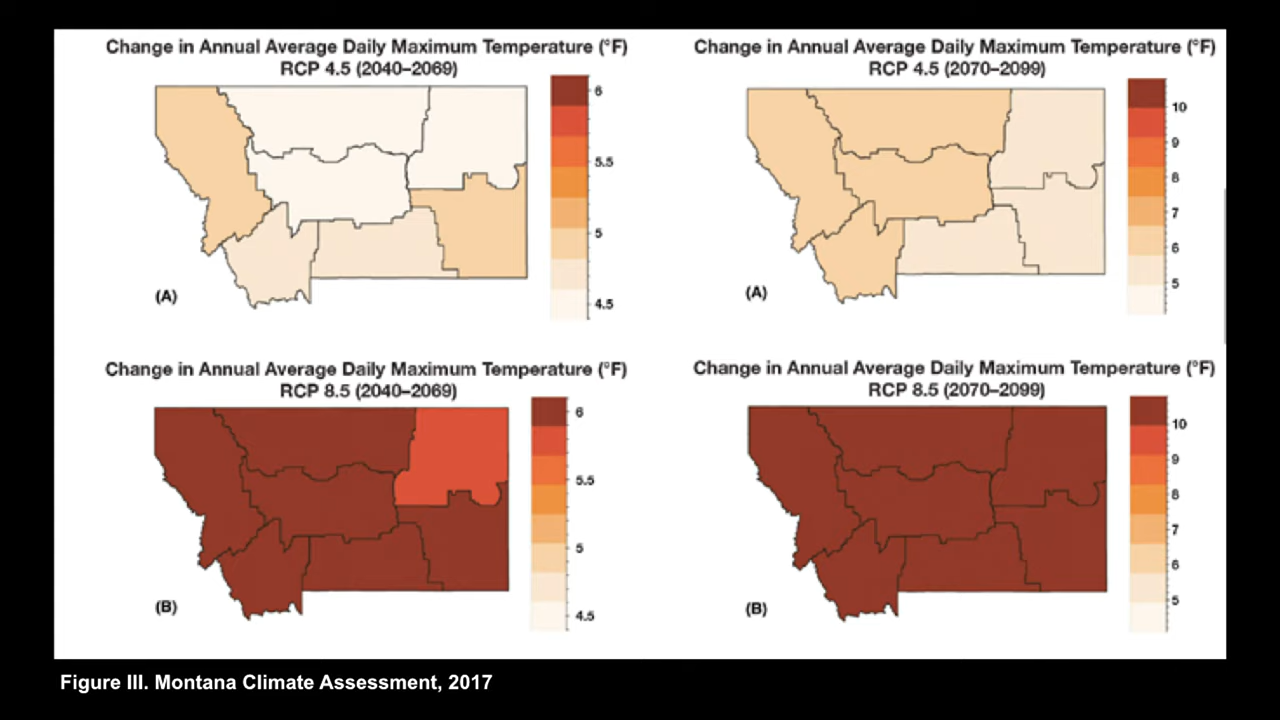 Change in Annual Average Daily Maximum Temperature (°F)
RCP 4.5 (2040–2069)
6
5.5
5
4.5
(A)
Change in Annual Average Daily Maximum Temperature (°F)
RCP 4.5 (2070–2099)
10
9
8
7
6
5
(A)
Change in Annual Average Daily Maximum Temperature (°F)
RCP 8.5 (2040–2069)
6
5.5
5
4.5
(B)
Change in Annual Average Daily Maximum Temperature (°F)
RCP 8.5 (2070–2099)
10
9
8
7
6
5
(B)
Figure III. Montana Climate Assessment, 2017